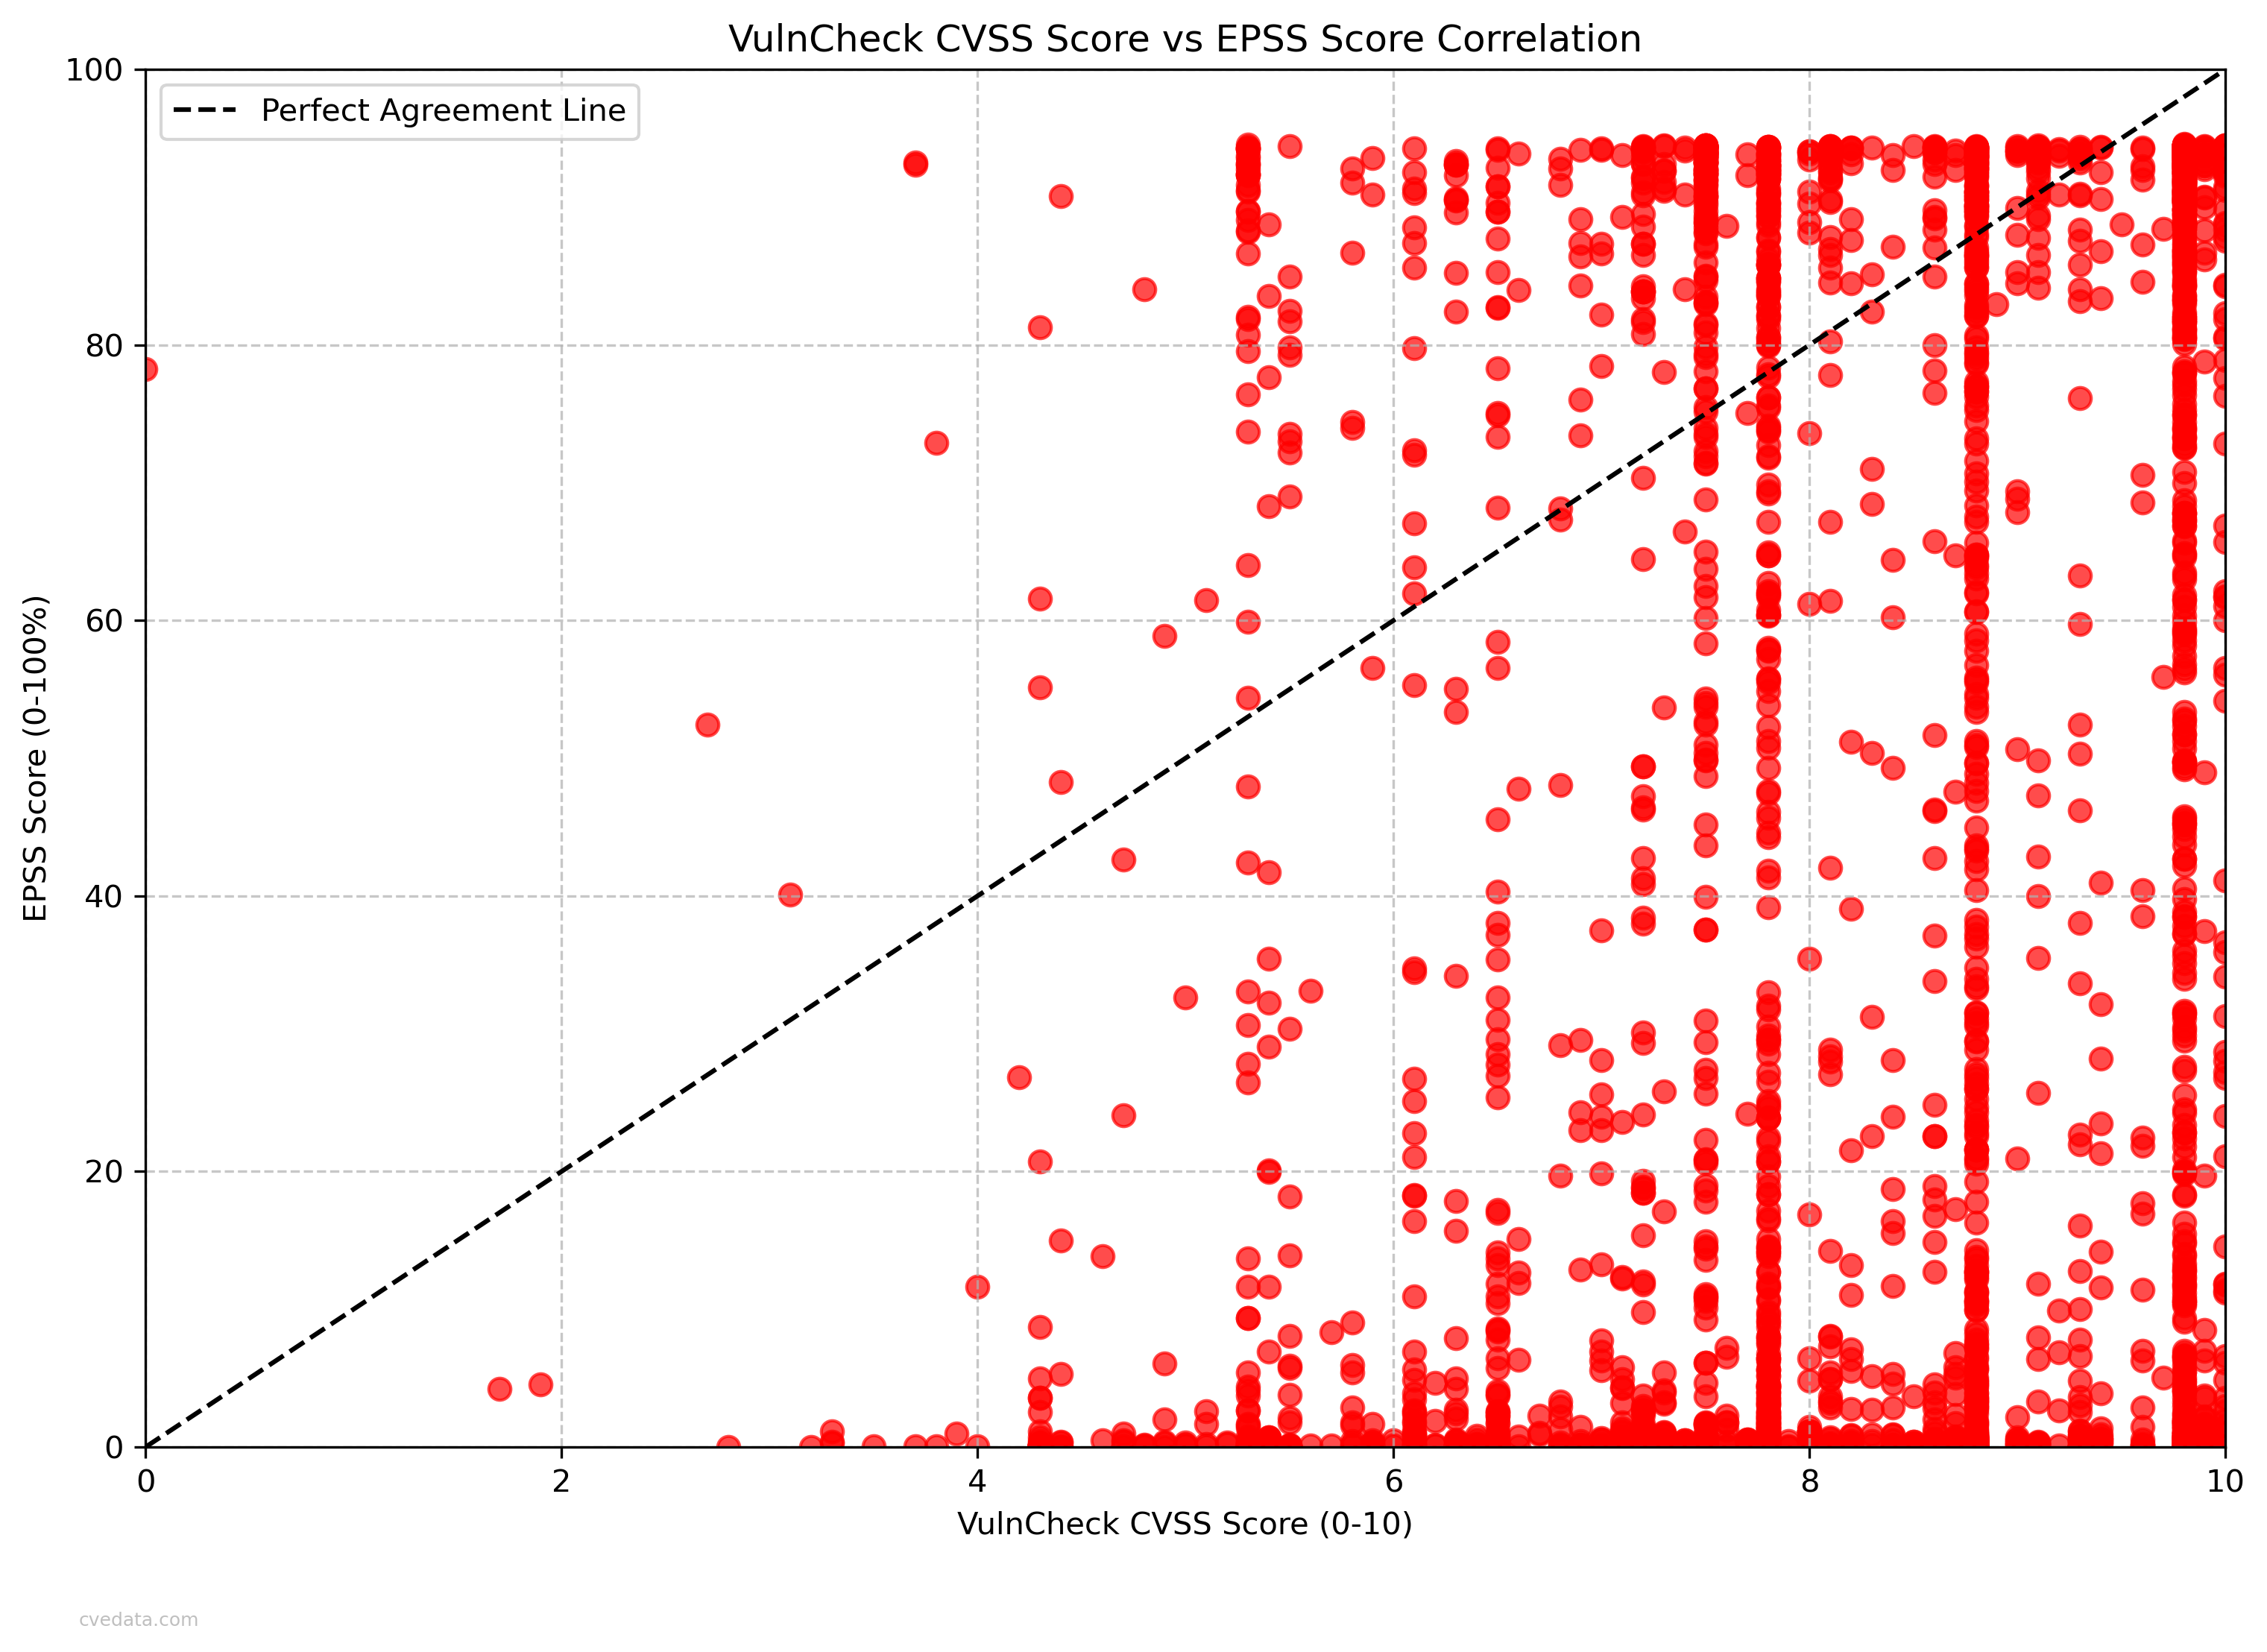 VulnCheck CVSS Score vs EPSS Score Correlation
100
Perfect Agreement Line
80
60
EPSS Score (0-100%)
40
20
0
0 2 4 6 8 10
VulnCheck CVSS Score (0-10)
cvedata.com